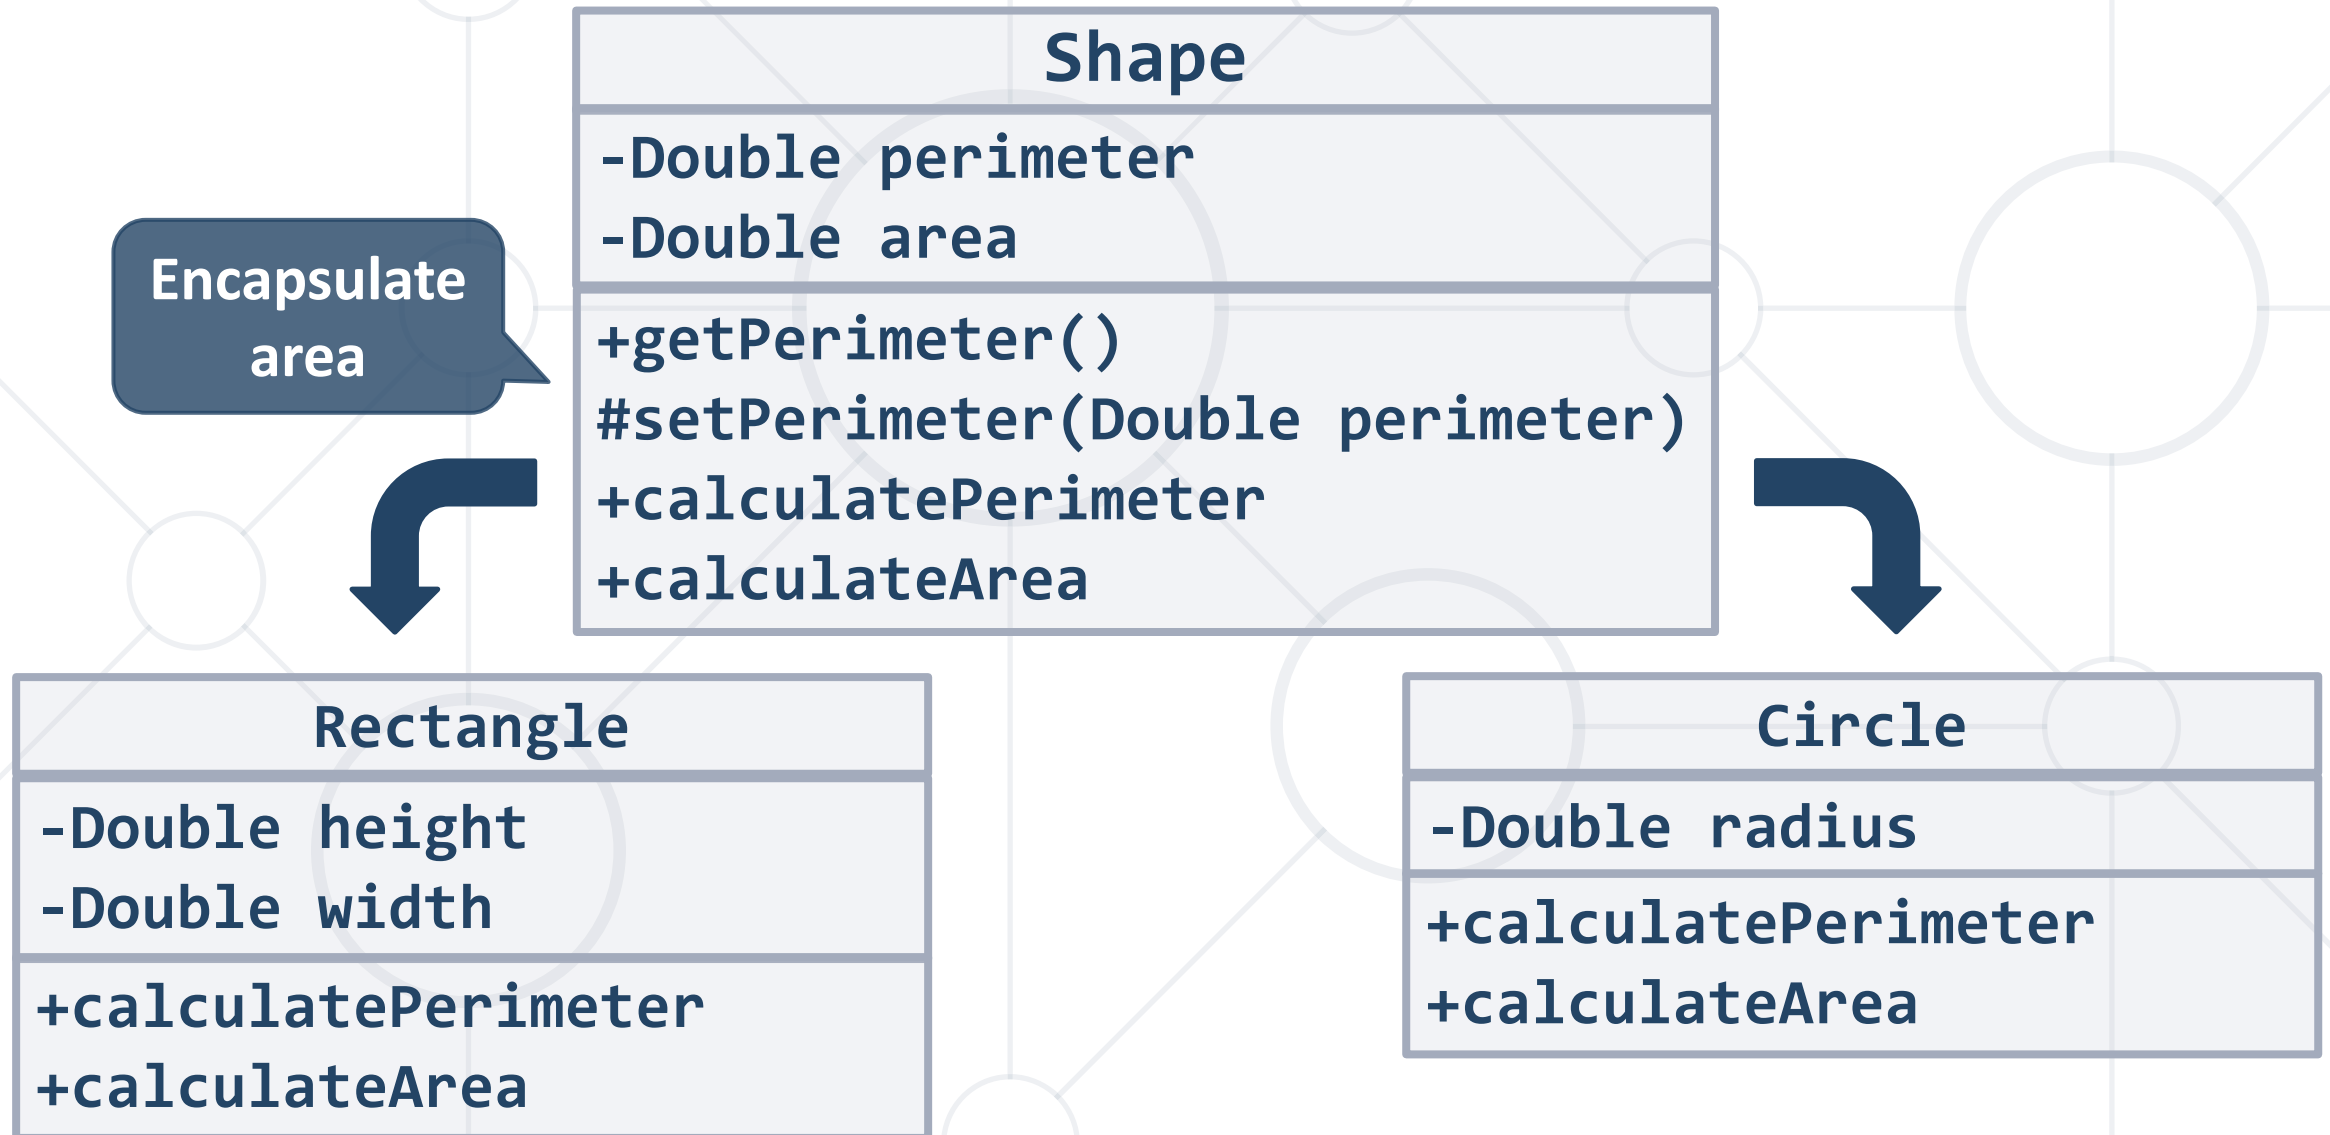 Shape
-Double perimeter
-Double area
Encapsulate
area
+getPerimeter()
#setPerimeter(Double perimeter)
+calculatePerimeter
+calculateArea
Rectangle
-Double height
-Double width
+calculatePerimeter
+calculateArea
Circle
-Double radius
+calculatePerimeter
+calculateArea